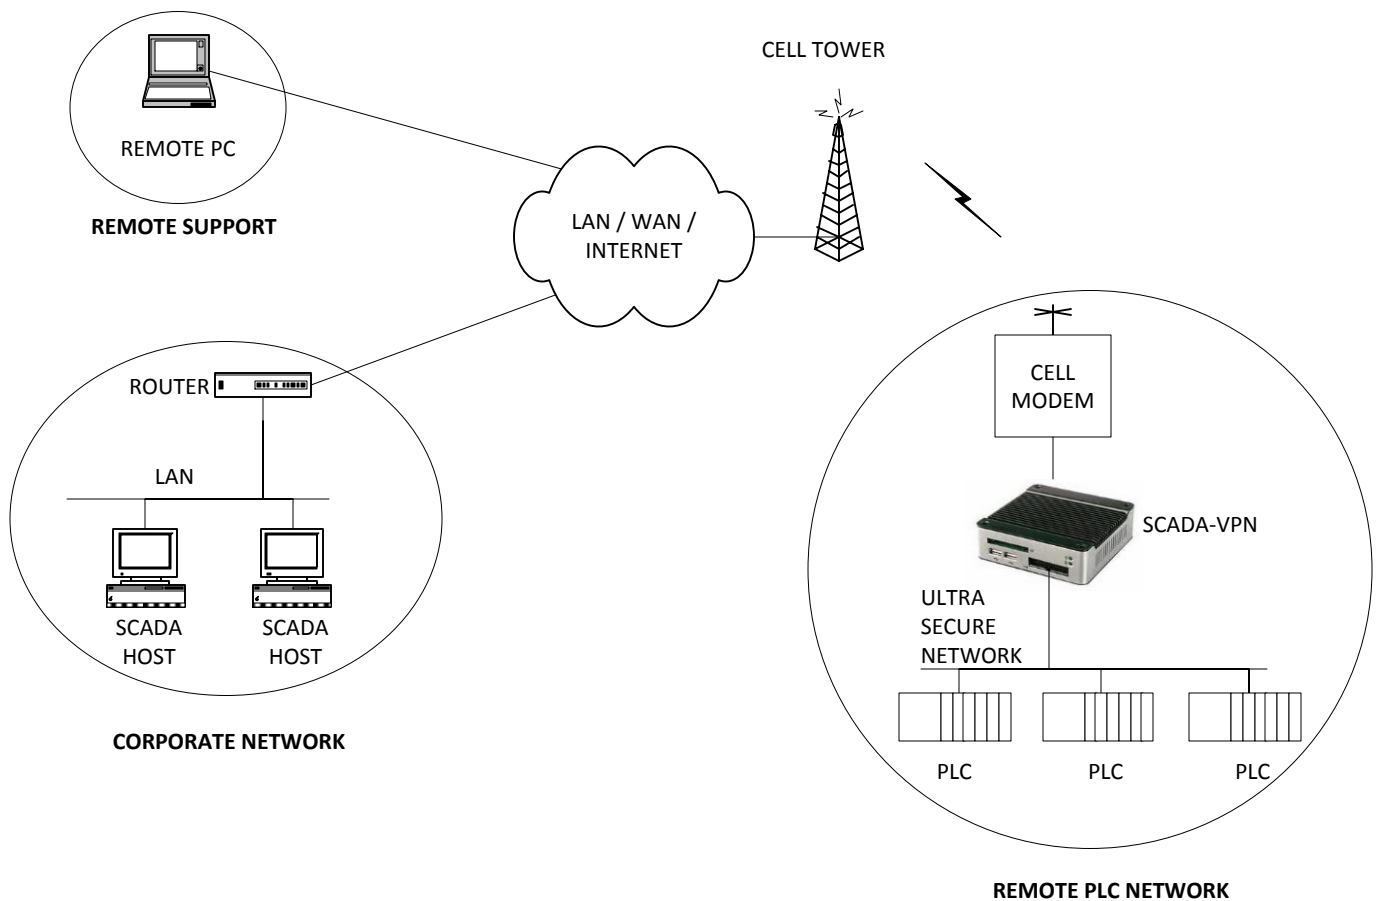 CELL TOWER
REMOTE PC
REMOTE SUPPORT
LAN / WAN /
INTERNET
ROUTER
LAN
SCADA
HOST
SCADA
HOST
CORPORATE NETWORK
CELL
MODEM
SCADA-VPN
ULTRA
SECURE
NETWORK
PLC
PLC
PLC
REMOTE PLC NETWORK